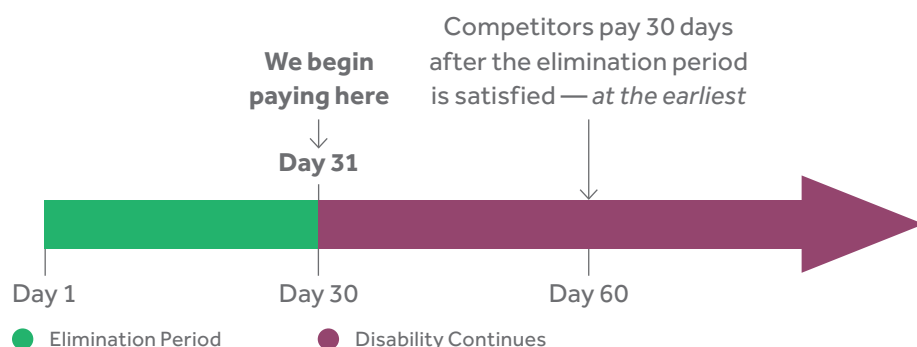 We begin
paying here
Competitors pay 30 days
after the elimination period
is satisfied — at the earliest
Day 31
Day 1
Day 30
Day 60
Elimination Period
Disability Continues